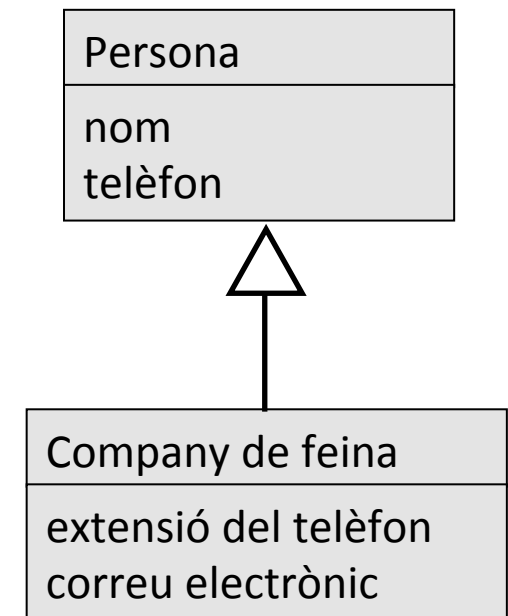 Persona
nom
telèfon
Company de feina
extensió del telèfon
correu electrònic